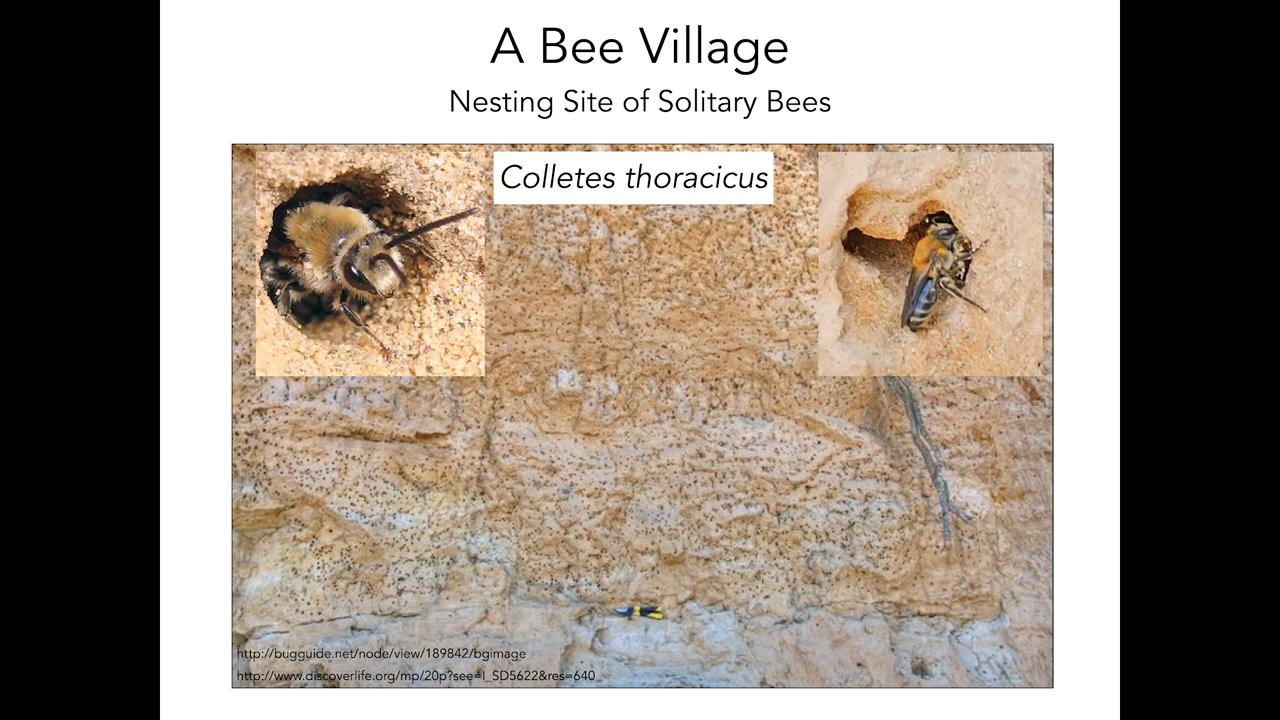 A Bee Village
Nesting Site of Solitary Bees
Colletes thoracicus
http://bugguide.net/node/view/189842/bgimage
http://www.discoverlife.org/mp/20p?see=I_SD5622&res=640